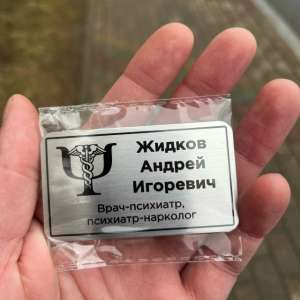 Жидков
Андрей
Игоревич
Врач-психиатр,
психиатр-нарколог